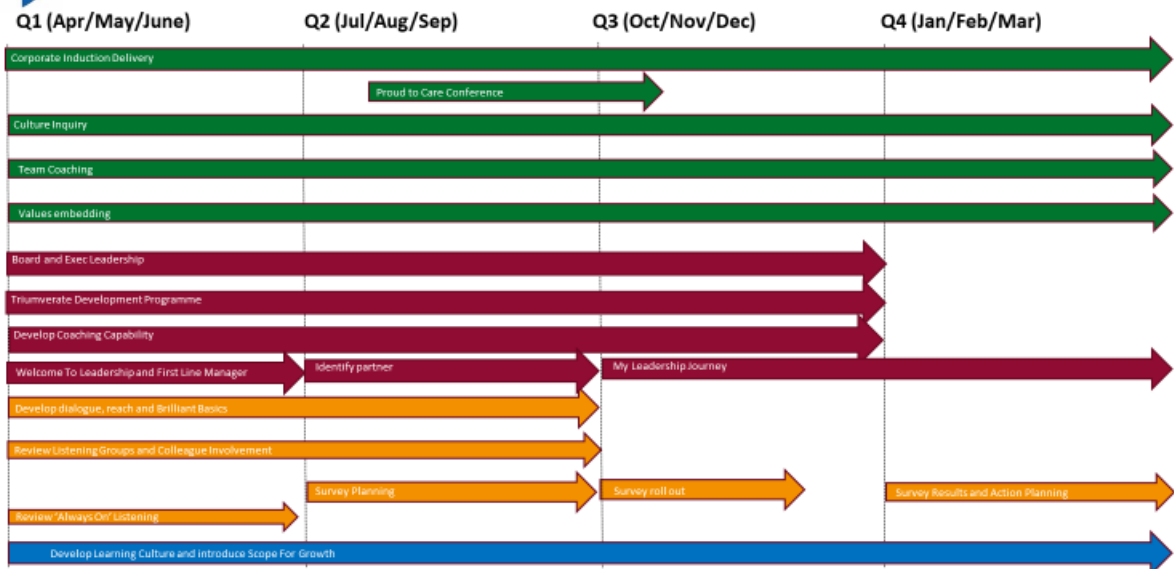 Q1 (Apr/May/June) Q2 (Jul/Aug/Sep) Q3 (Oct/Nov/Dec) Q4 (Jan/Feb/Mar)
Corporate Induction Delivery
Proud to Care Conference
Culture Inquiry
Team Coaching
Values embedding
Board and Exec Leadership
Triumverate Development Programme
Develop Coaching Capability
Welcome To Leadership and First Line Manager Identify partner My Leadership Journey
Develop dialogue, reach and Brilliant Basics
Review Listening Groups and Colleague Involvement
Survey Planning Survey roll out Survey Results and Action Planning
Review 'Always On' Listening
Develop Learning Culture and introduce Scope For Growth